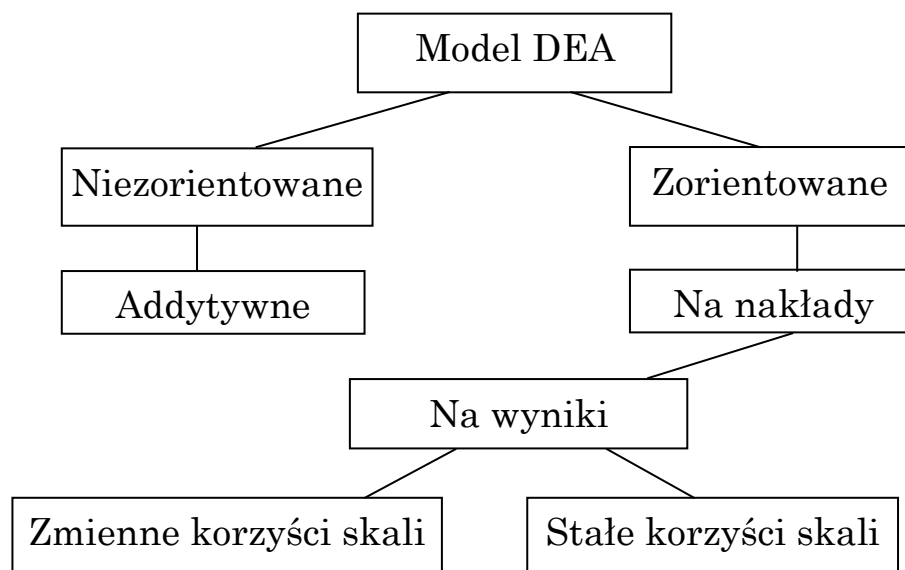 Model DEA
Niezorientowane
Zorientowane
Addytywne
Na nakłady
Na wyniki
Zmienne korzyści skali
Stałe korzyści skali